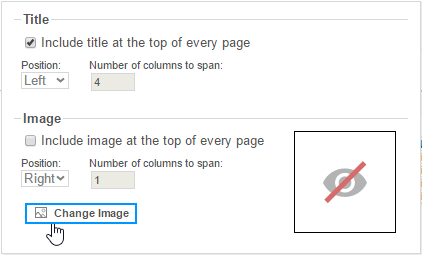 Title
Include title at the top of every page
Position: Number of columns to span:
Left 4
Image
Include image at the top of every page
Position: Number of columns to span:
Right 1
Change Image